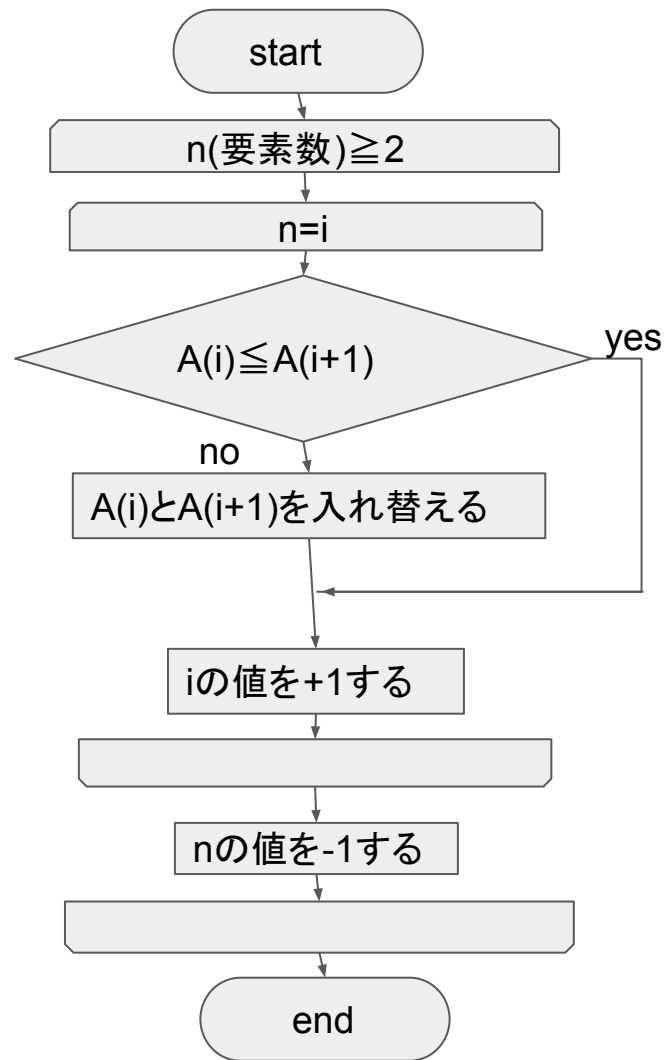 start
n(要素数)≧2
n=i
A(i)≦A(i+1)
yes
no
A(i)とA(i+1)を入れ替える
iの値を+1する
nの値を-1する
end